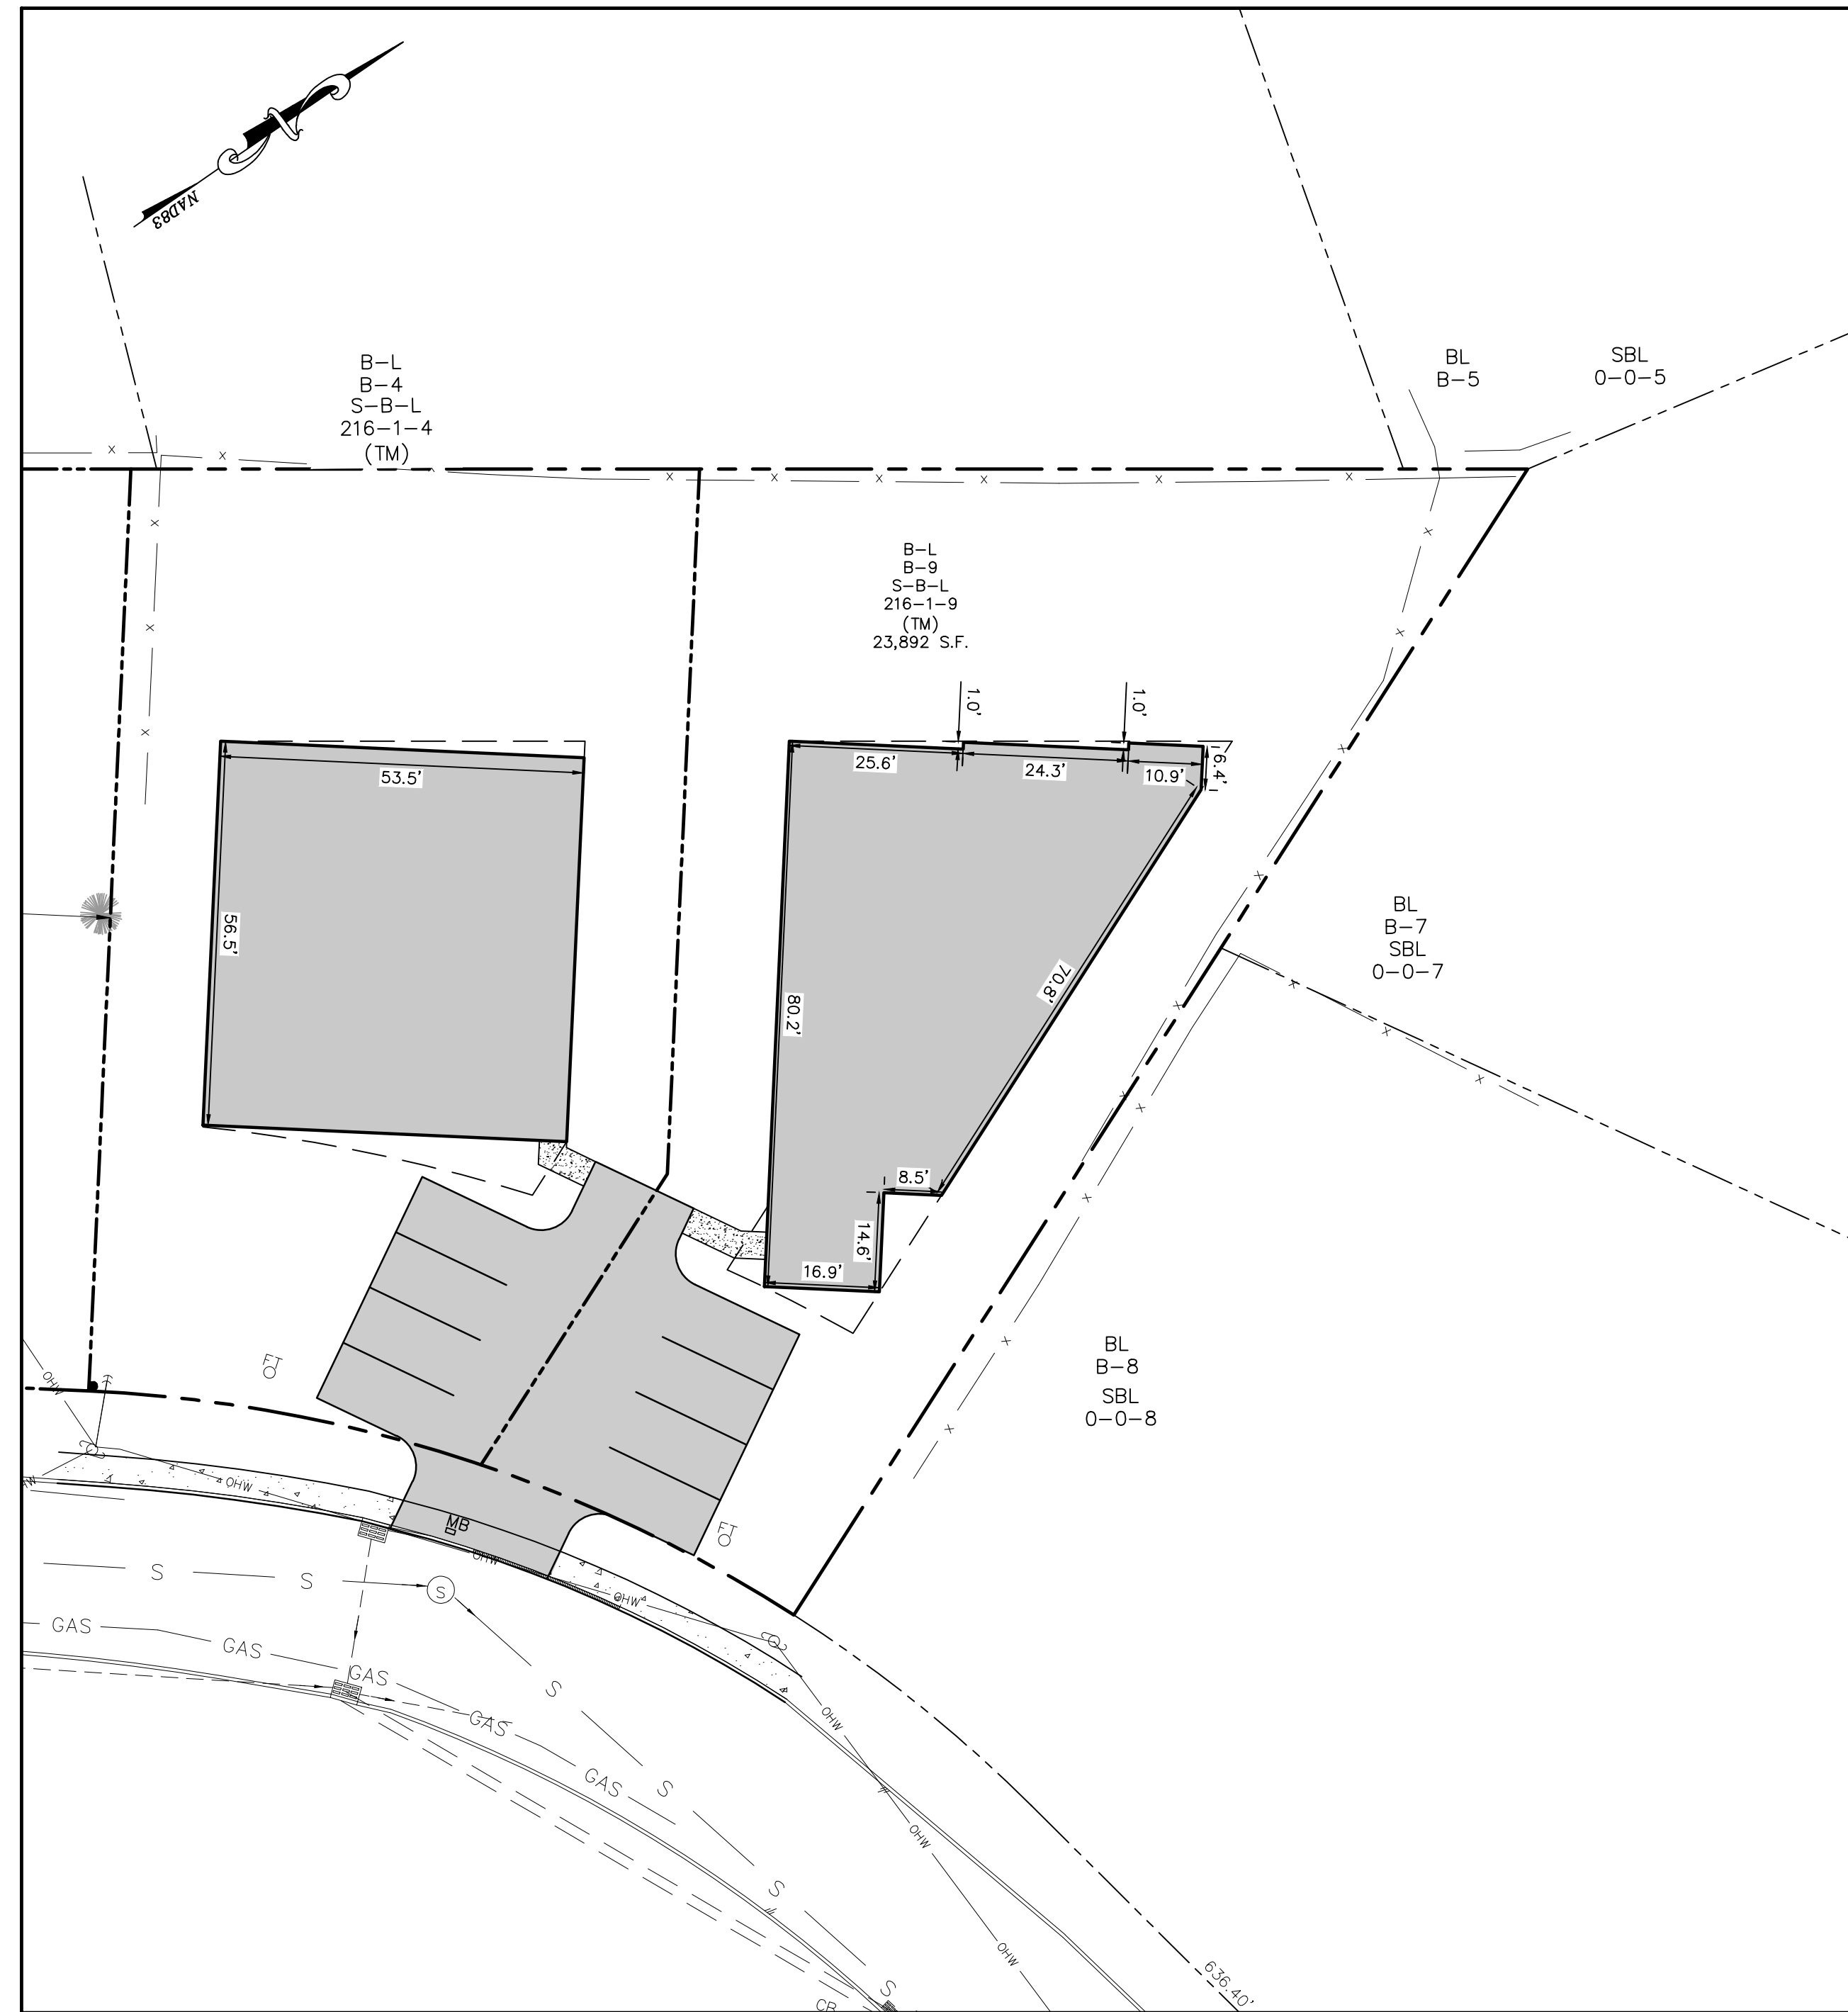 NAD83
B-L
B-4
S-B-L
216-1-4
(TM)
BL
B-5
SBL
0-0-5
B-L
B-9
S-B-L
216-1-9
(TM)
23,892 S.F.
1.0'
1.0'
53.5'
25.6'
24.3'
10.9'
6.4'
56.5'
80.2'
70.8'
BL
B-7
SBL
0-0-7
8.5'
14.6'
16.9'
BL
B-8
SBL
0-0-8
FT
OHW
OHW
MB
FT
OHW
OHW
S
S
S
GAS
GAS
GAS
S
GAS
GAS
S
OHW
OHW
S
OHW
S
CB
636.40'